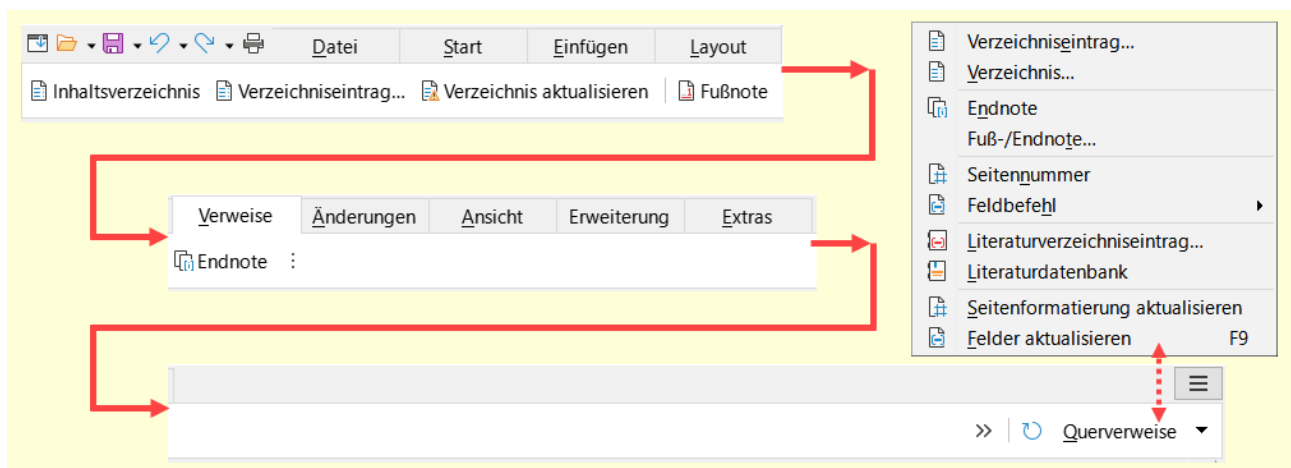 Datei Start Einfügen Layout
Inhaltsverzeichnis Verzeichniseintrag... Verzeichnis aktualisieren Fußnote
Verweise Änderungen Ansicht Erweiterung Extras
Endnote
Querverweise
Verzeichniseintrag...
Verzeichnis...
Endnote
Fuß-/Endnote...
Seitennummer
Feldbefehl
Literaturverzeichniseintrag...
Literaturdatenbank
Seitenformatierung aktualisieren
Felder aktualisieren F9